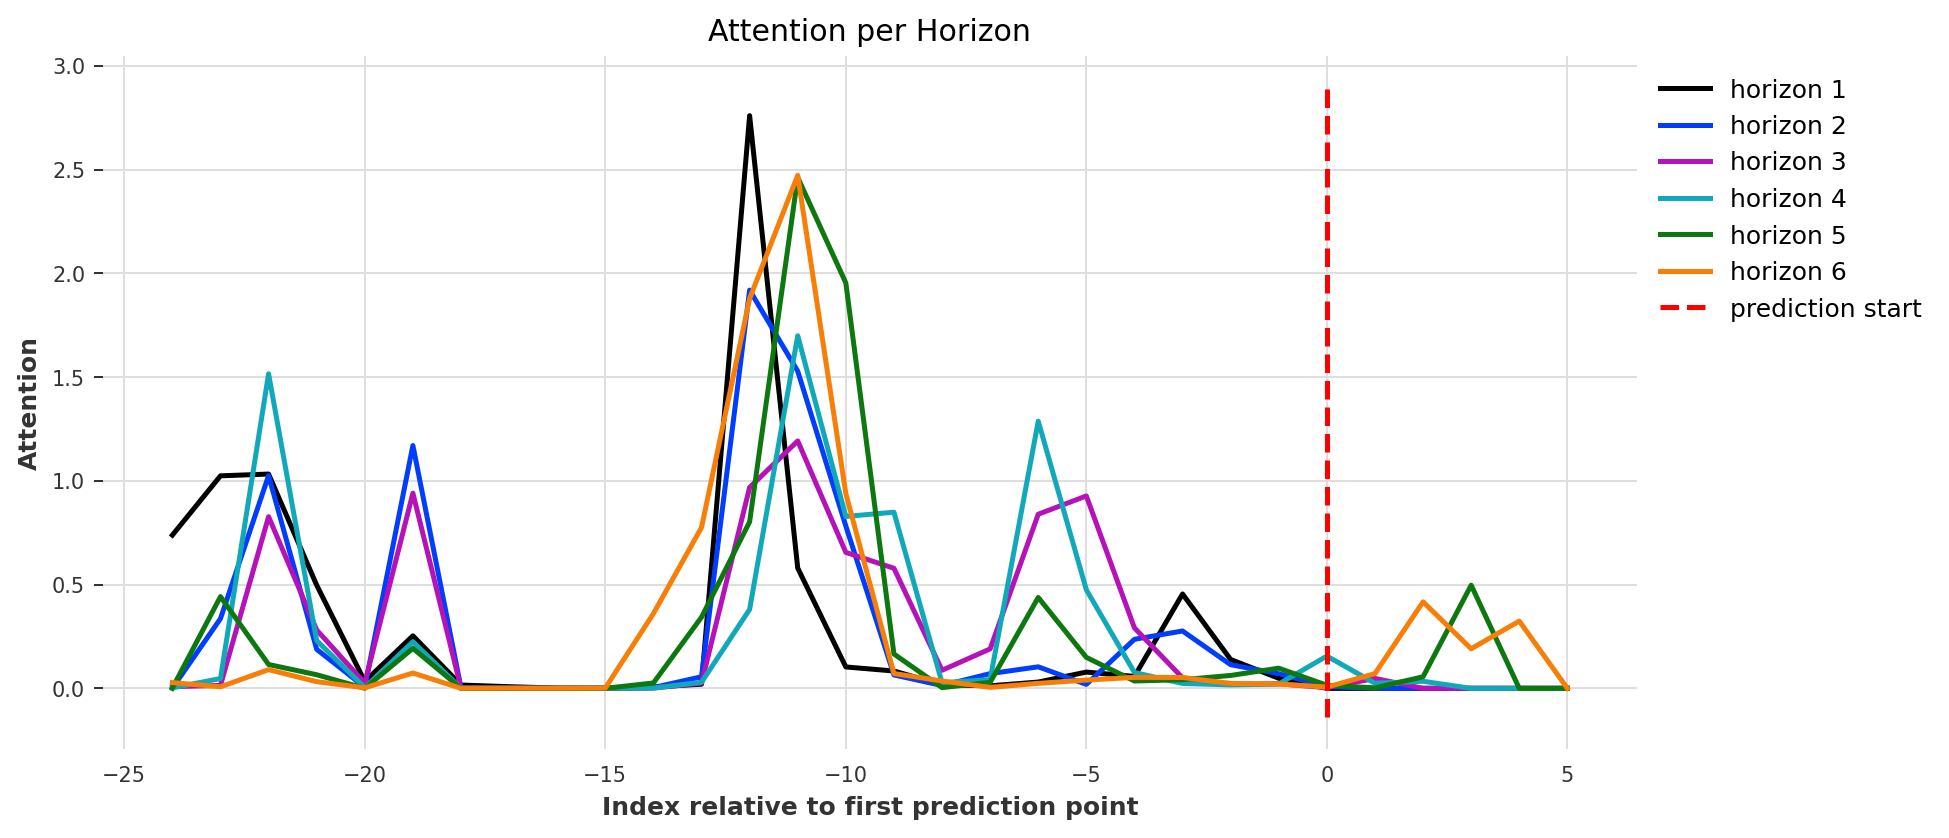 Attention per Horizon
3.0
2.5
2.0
1.5
1.0
0.5
0.0
Attention
−25
−20
−15
−10
−5
0
5
Index relative to first prediction point
horizon 1
horizon 2
horizon 3
horizon 4
horizon 5
horizon 6
prediction start